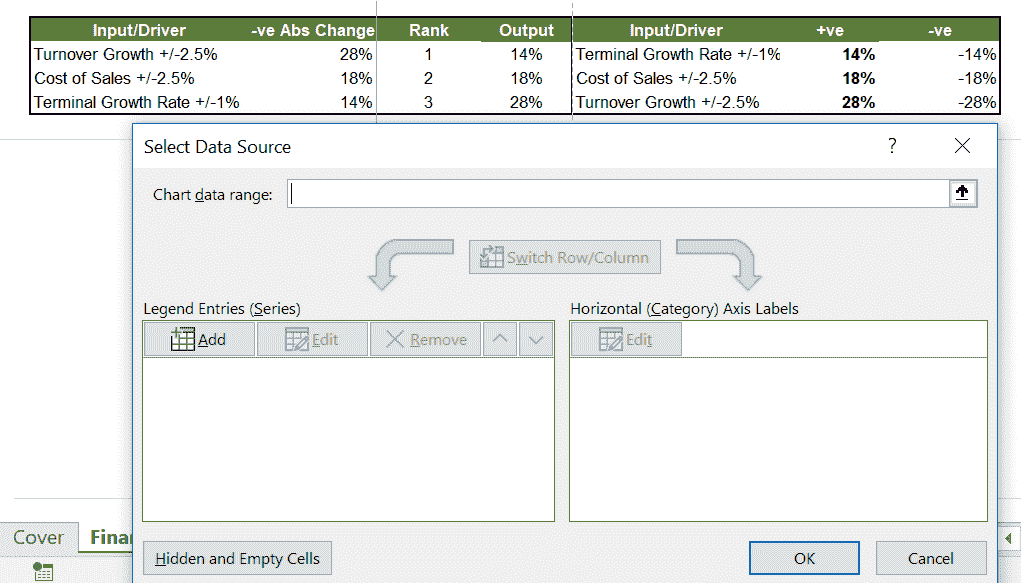 Input/Driver -ve Abs Change Rank Output Input/Driver +ve -ve
Turnover Growth +/-2.5% 28% 1 14% Terminal Growth Rate +/-1% 14% -14%
Cost of Sales +/-2.5% 18% 2 18% Cost of Sales +/-2.5% 18% -18%
Terminal Growth Rate +/-1% 14% 3 28% Turnover Growth +/-2.5% 28% -28%
Select Data Source ?
Chart data range:
Switch Row/Column
Legend Entries (Series) Horizontal (Category) Axis Labels
Add Edit Remove Edit
Cover Finar
Hidden and Empty Cells OK Cancel